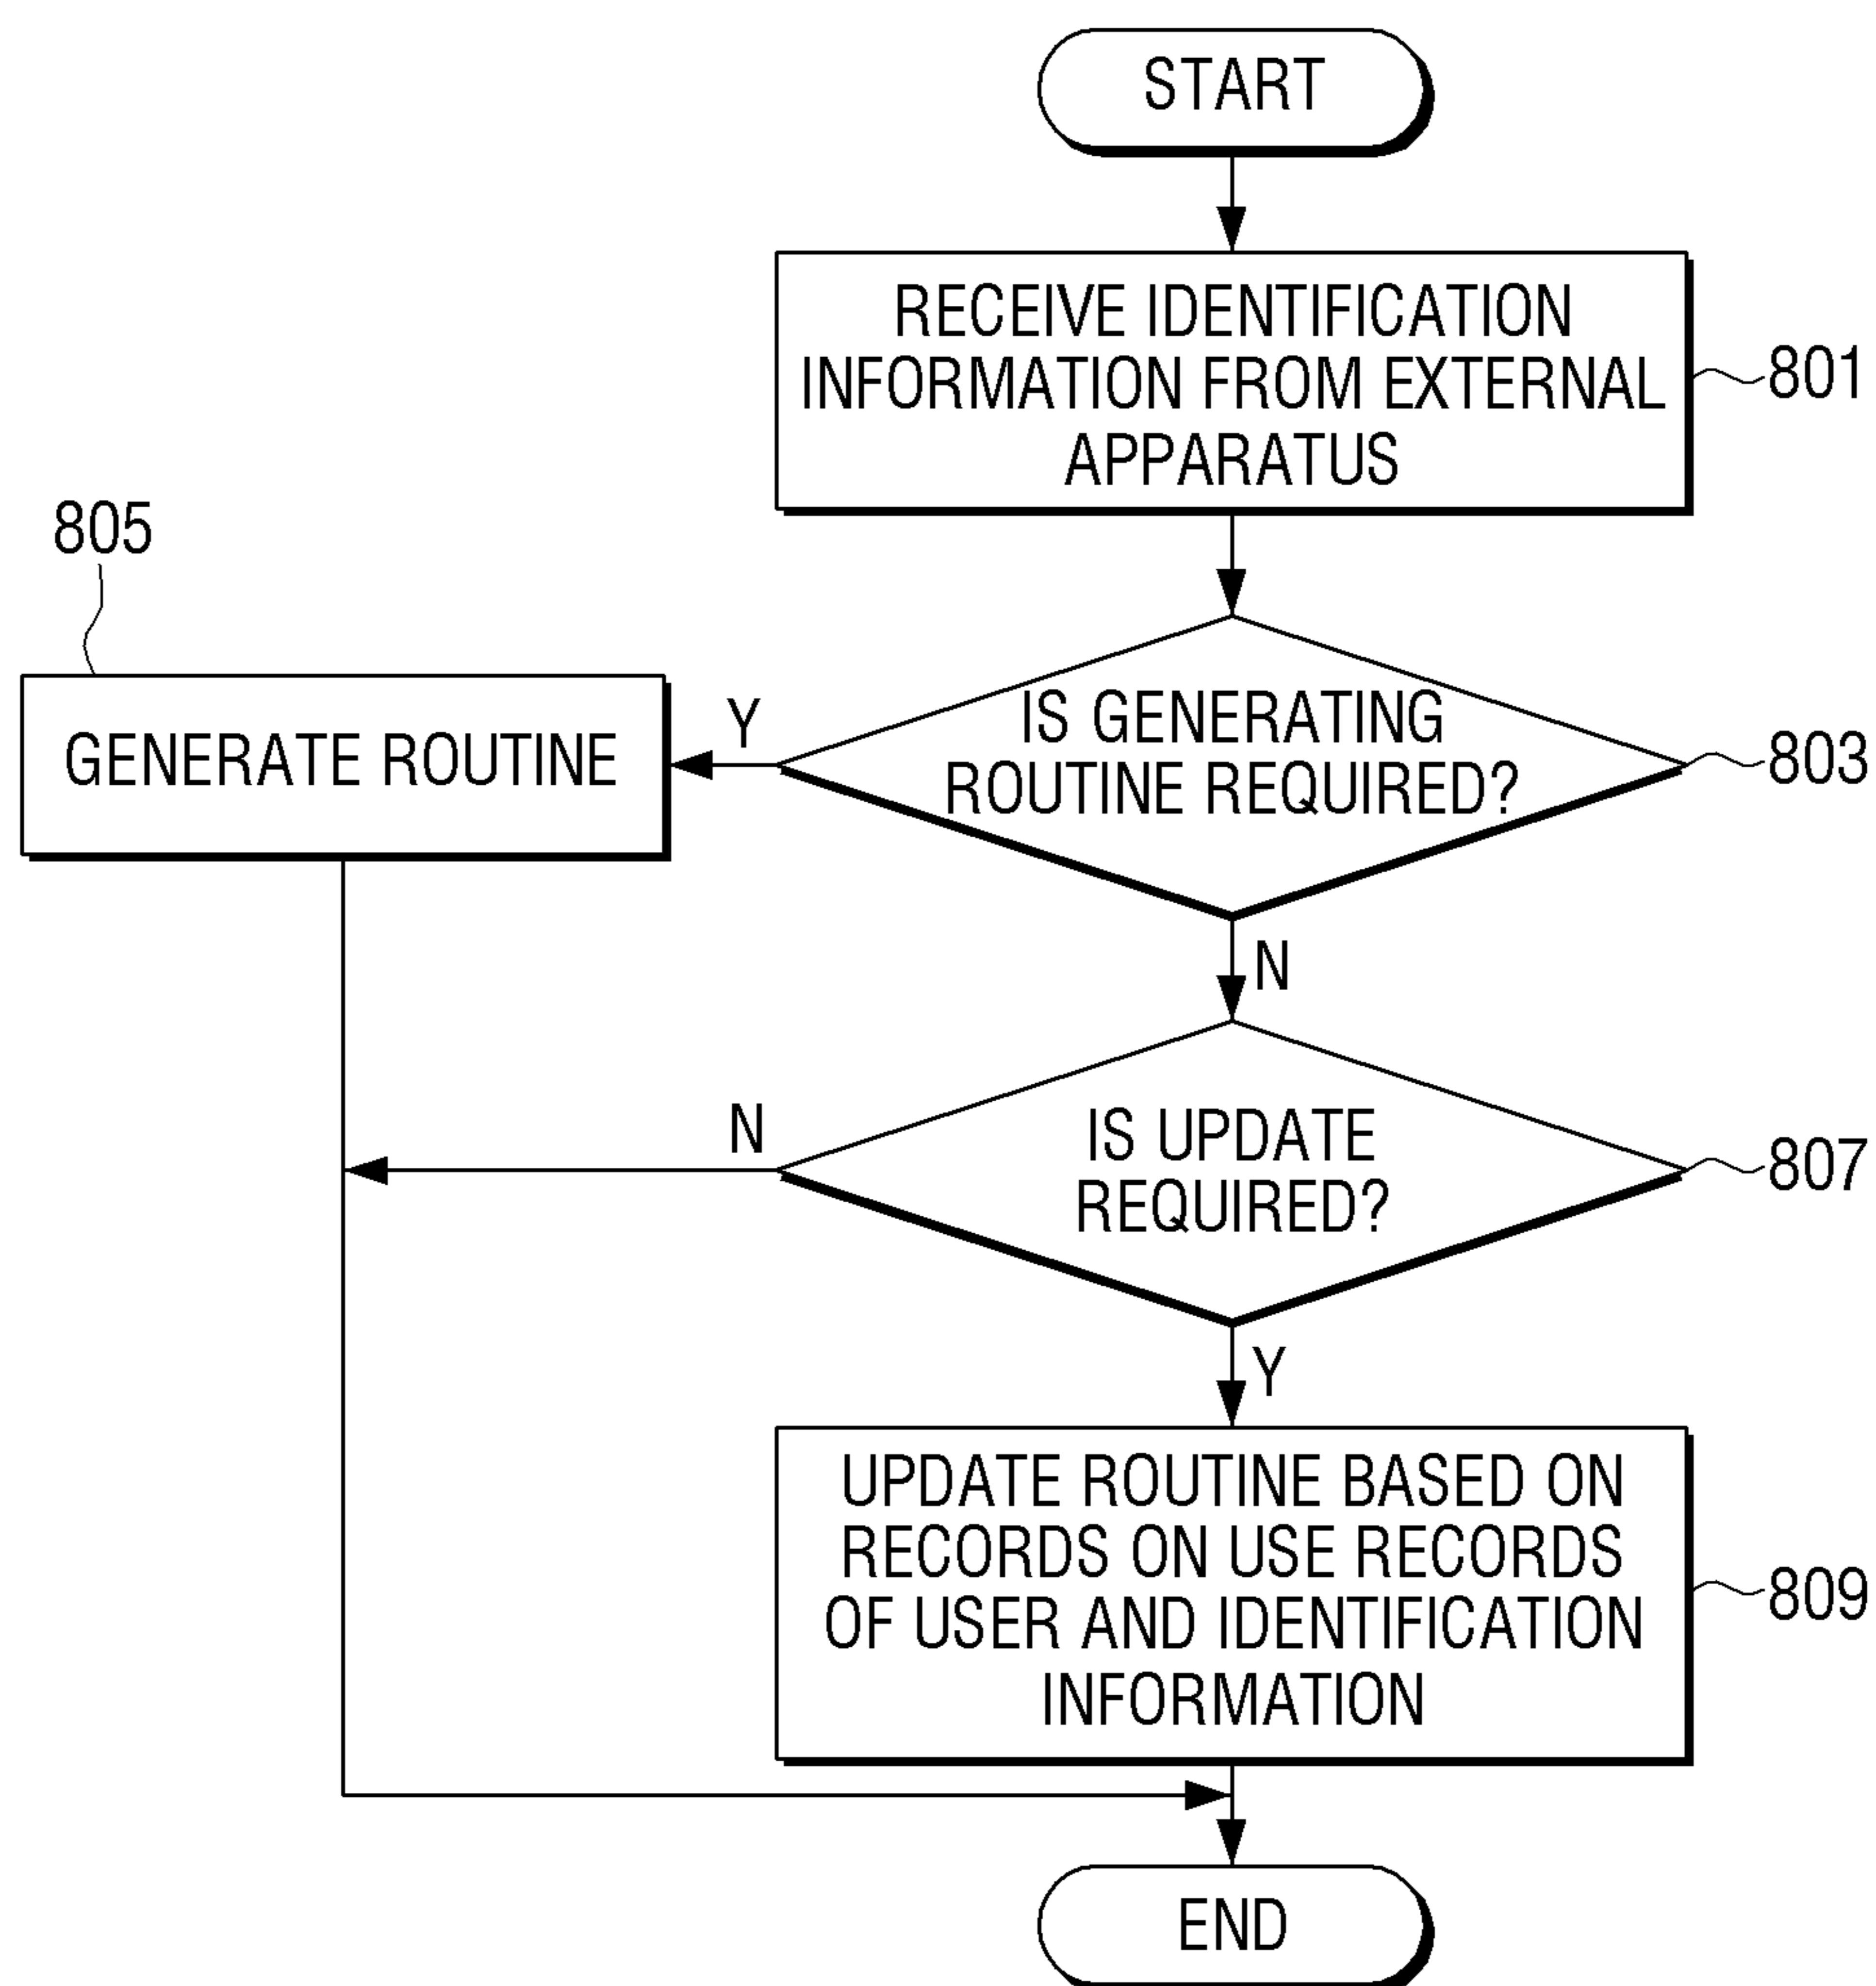 START
RECEIVE IDENTIFICATION
INFORMATION FROM EXTERNAL
APPARATUS
801
805
GENERATE ROUTINE
Y
IS GENERATING
ROUTINE REQUIRED?
803
N
N
IS UPDATE
REQUIRED?
807
Y
UPDATE ROUTINE BASED ON
RECORDS ON USE RECORDS
OF USER AND IDENTIFICATION
INFORMATION
809
END